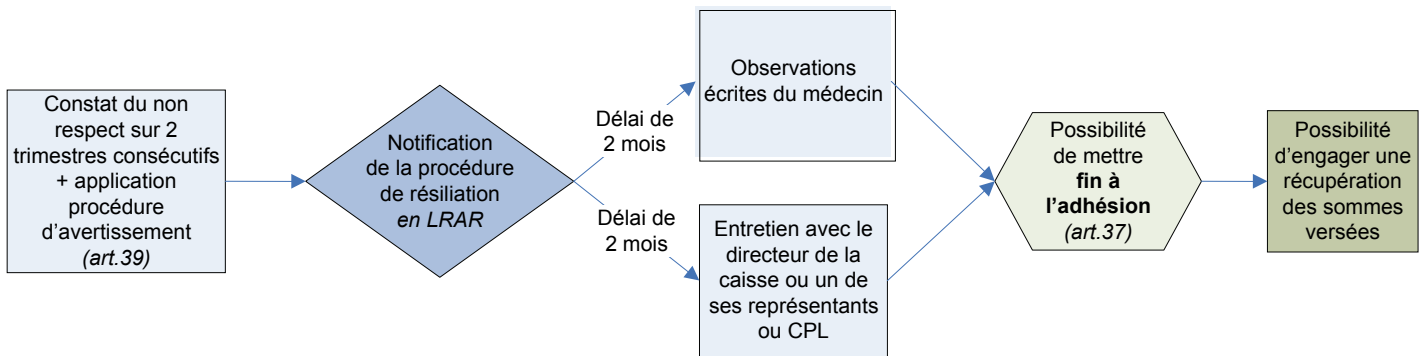 Constat du non
respect sur 2
trimestres consécutifs
+ application
procédure
d’avertissement
(art.39)
Notification
de la procédure
de résiliation
en LRAR
Délai de
2 mois
Observations
écrites du médecin
Délai de
2 mois
Entretien avec le
directeur de la
caisse ou un de
ses représentants
ou CPL
Possibilité
de mettre
fin à
l’adhésion
(art.37)
Possibilité
d’engager une
récupération
des sommes
versées